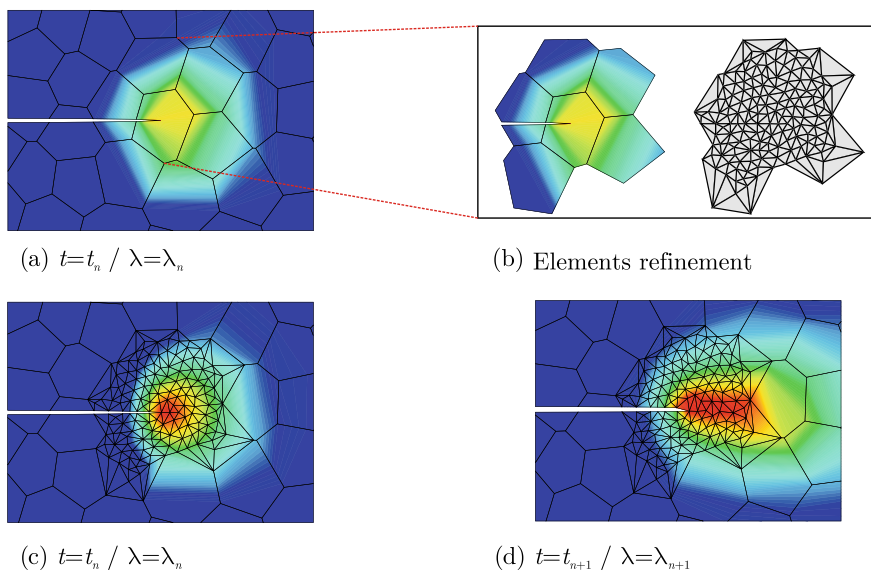 (a) t=tₙ / λ=λₙ
(b) Elements refinement
(c) t=tₙ / λ=λₙ
(d) t=tₙ₊₁ / λ=λₙ₊₁